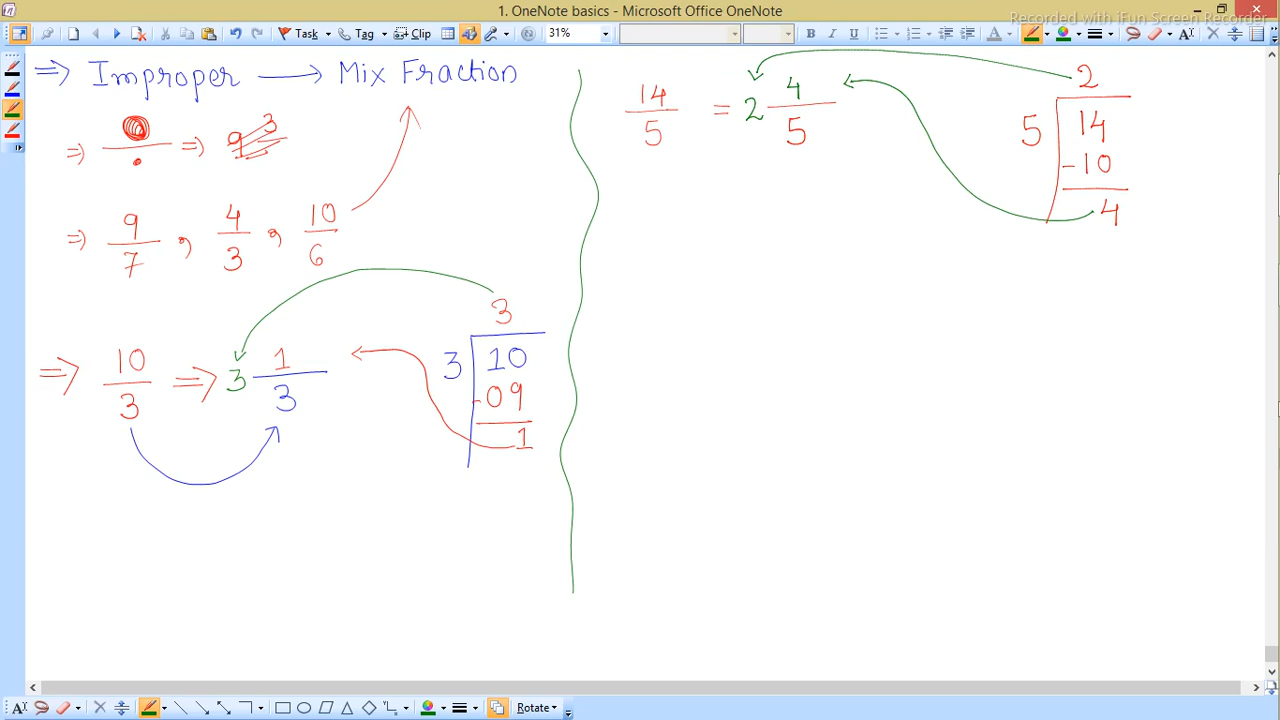 1. OneNote basics - Microsoft Office OneNote
Recorded with iFun Screen Recorder
Task
Clip
31%
B I U
A
⇒ Improper → Mix Fraction
⇒ ⇒
⇒ 9/7 , 4/3 , 10/6
⇒ 10/3 ⇒ 3 1/3
3
3 10
-09
1
14/5 = 2 4/5
2
5 14
-10
4
Rotate